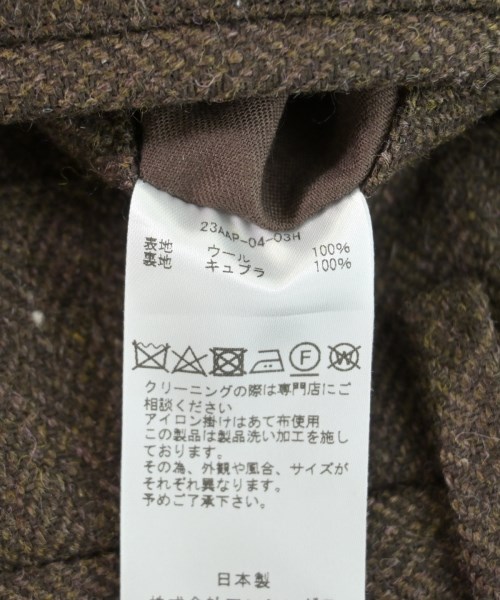 23AAP-04-03H
表地 ウール 100%
裏地 キュプラ 100%
F W
クリーニングの際は専門店にご
相談ください
アイロン掛けはあて布使用
この製品は製品洗い加工を施し
ております。
その為、外観や風合、サイズが
それぞれ異なります。
予めご了承下さい。
日本製